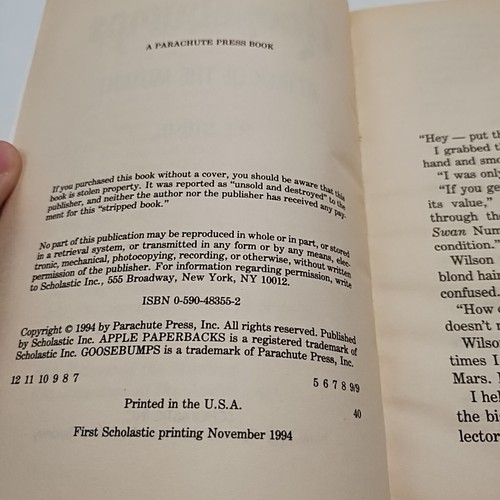 A PARACHUTE PRESS BOOK
If you purchased this book without a cover, you should be aware that this
book is stolen property. It was reported as "unsold and destroyed" to the
publisher, and neither the author nor the publisher has received any pay-
ment for this "stripped book."
No part of this publication may be reproduced in whole or in part, or stored
in a retrieval system, or transmitted in any form or by any means, elec-
tronic, mechanical, photocopying, recording, or otherwise, without written
permission of the publisher. For information regarding permission, write
to Scholastic Inc., 555 Broadway, New York, NY 10012.
ISBN 0-590-48355-2
Copyright © 1994 by Parachute Press, Inc. All rights reserved. Published
by Scholastic Inc. APPLE PAPERBACKS is a registered trademark of
Scholastic Inc. GOOSEBUMPS is a trademark of Parachute Press, Inc.
12 11 10 9 8 7 5 6 7 8 9/9
Printed in the U.S.A. 40
First Scholastic printing November 1994
"Hey — put th
I grabbed t
hand and smo
"I was only
"If you ge
its value,"
through th
Swan Num
condition."
Wilson
blond hair
confused.
"How
doesn't
Wilso
times I
Mars.
I hel
the bi
lector